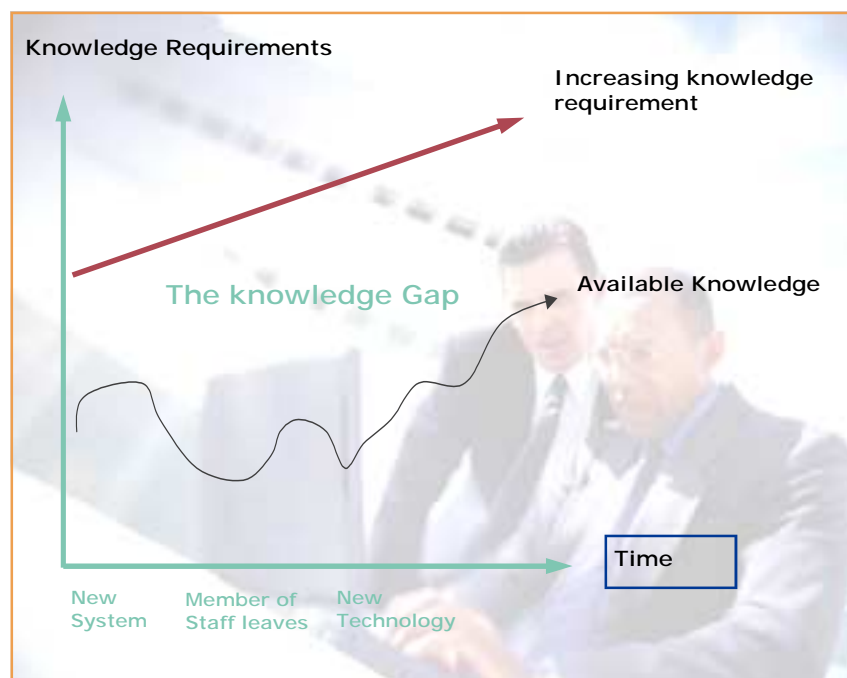 Knowledge Requirements
Increasing knowledge
requirement
The knowledge Gap
Available Knowledge
Time
New
System
Member of
Staff leaves
New
Technology